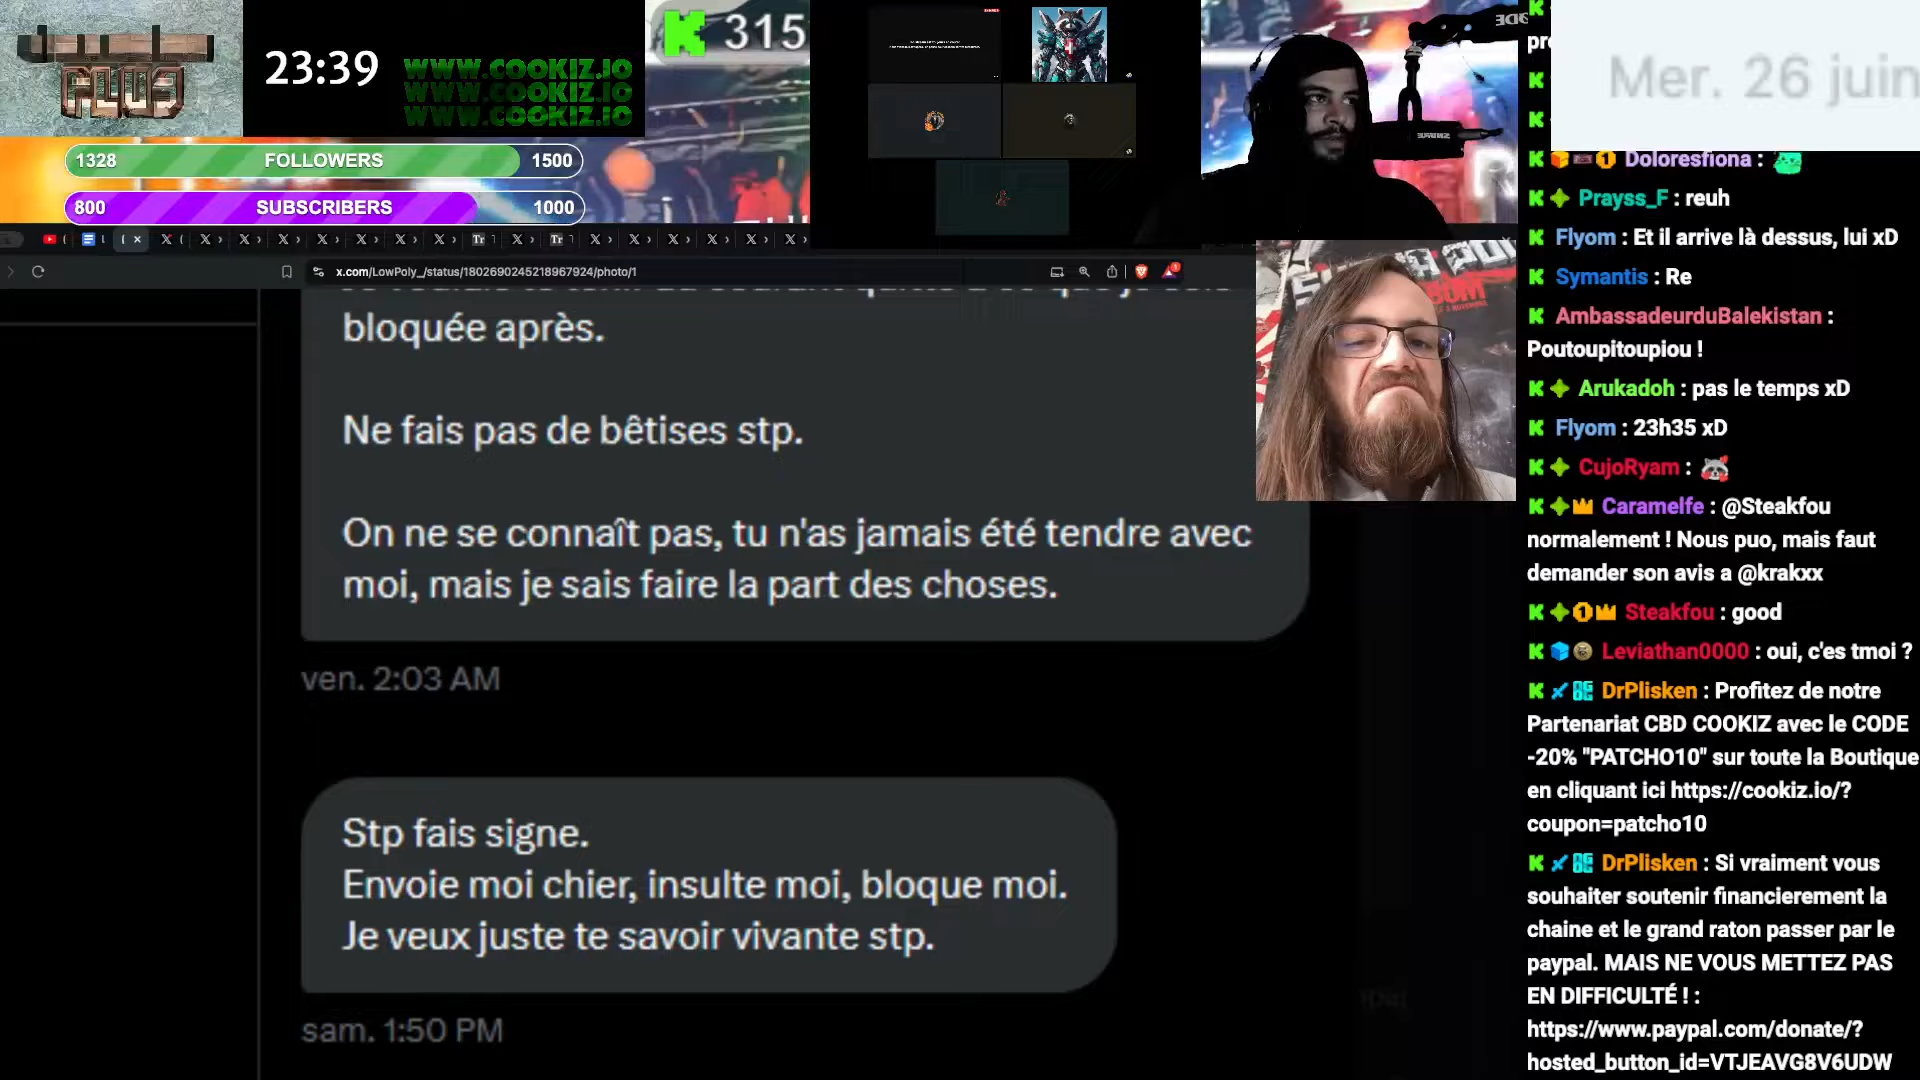 23:39
WWW.COOKIZ.IO
WWW.COOKIZ.IO
WWW.COOKIZ.IO
315
Mer. 26 juin
1328 FOLLOWERS 1500
800 SUBSCRIBERS 1000
x.com/LowPoly_/status/1802690245218967924/photo/1
bloquée après.
Ne fais pas de bêtises stp.
On ne se connaît pas, tu n'as jamais été tendre avec
moi, mais je sais faire la part des choses.
ven. 2:03 AM
Stp fais signe.
Envoie moi chier, insulte moi, bloque moi.
Je veux juste te savoir vivante stp.
sam. 1:50 PM
Doloresfiona :
Prayss_F : reuh
Flyom : Et il arrive là dessus, lui xD
Symantis : Re
AmbassadeurduBalekistan :
Poutoupitoupiou !
Arukadoh : pas le temps xD
Flyom : 23h35 xD
CujoRyam :
Caramelfe : @Steakfou
normalement ! Nous puo, mais faut
demander son avis a @krakxx
Steakfou : good
Leviathan0000 : oui, c'es tmoi ?
DrPlisken : Profitez de notre
Partenariat CBD COOKIZ avec le CODE
-20% "PATCHO10" sur toute la Boutique
en cliquant ici https://cookiz.io/?
coupon=patcho10
DrPlisken : Si vraiment vous
souhaiter soutenir financierement la
chaine et le grand raton passer par le
paypal. MAIS NE VOUS METTEZ PAS
EN DIFFICULTÉ ! :
https://www.paypal.com/donate/?
hosted_button_id=VTJEAVG8V6UDW